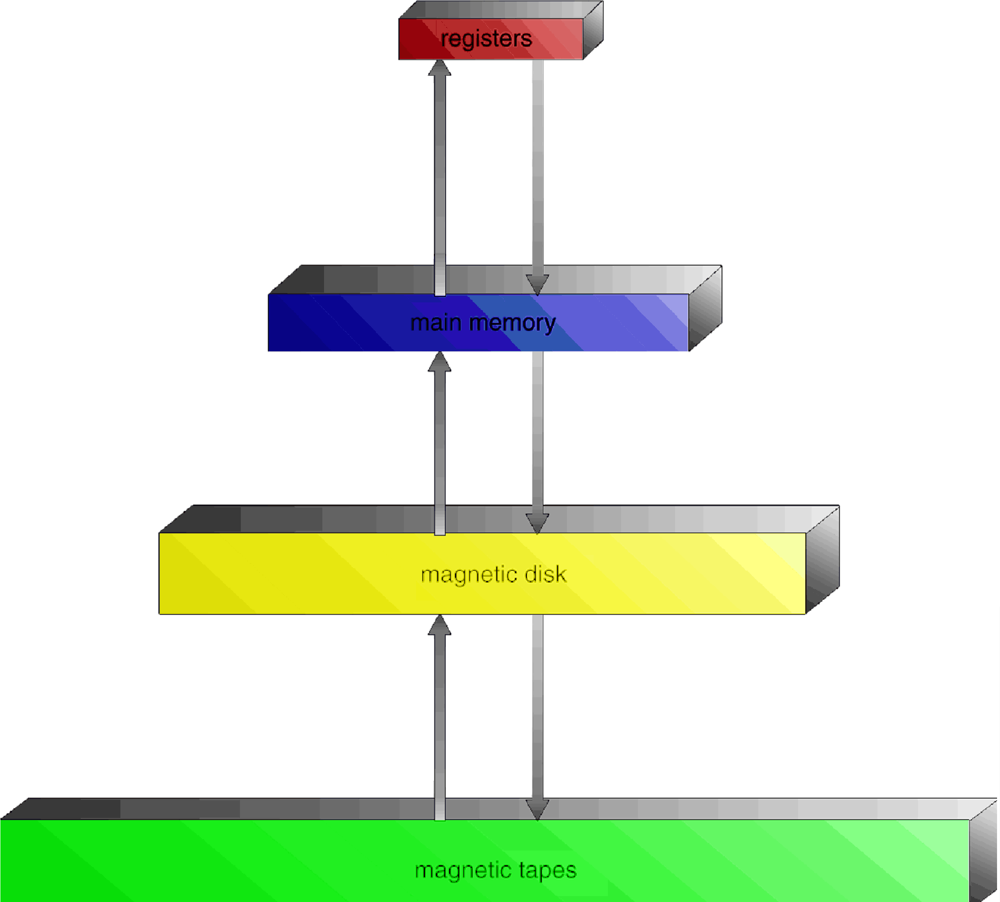 registers
main memory
magnetic disk
magnetic tapes